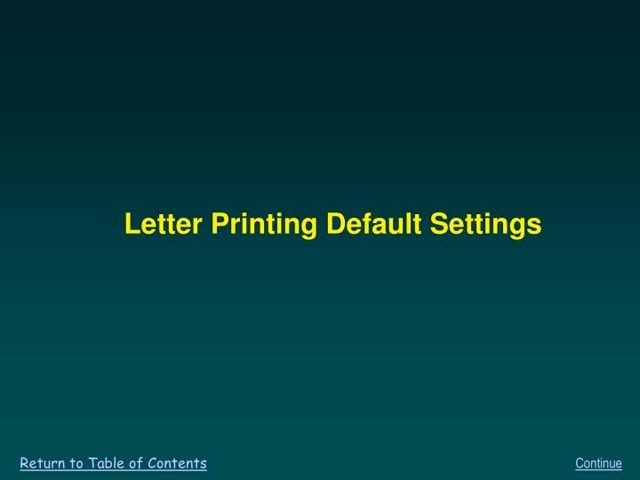 Letter Printing Default Settings
Return to Table of Contents
Continue